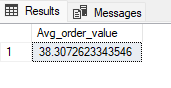 Results Messages
Avg_order_value
1 38.3072623343546